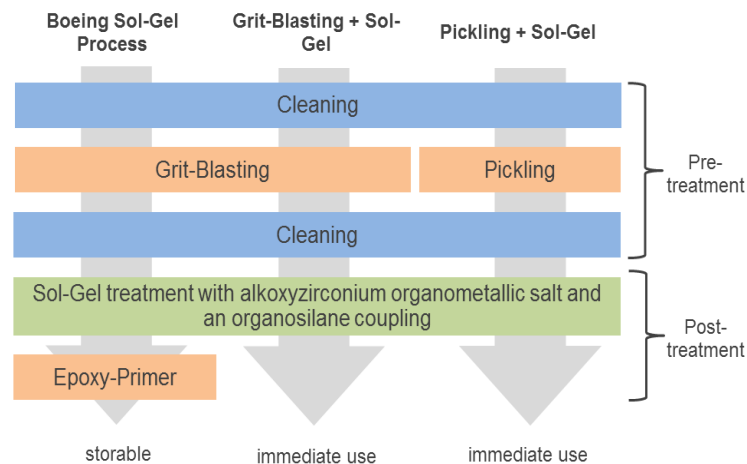 Boeing Sol-Gel
Process
Grit-Blasting + Sol-
Gel
Pickling + Sol-Gel
Cleaning
Grit-Blasting
Pickling
Cleaning
Pre-
treatment
Sol-Gel treatment with alkoxyzirconium organometallic salt and
an organosilane coupling
Epoxy-Primer
Post-
treatment
storable
immediate use
immediate use